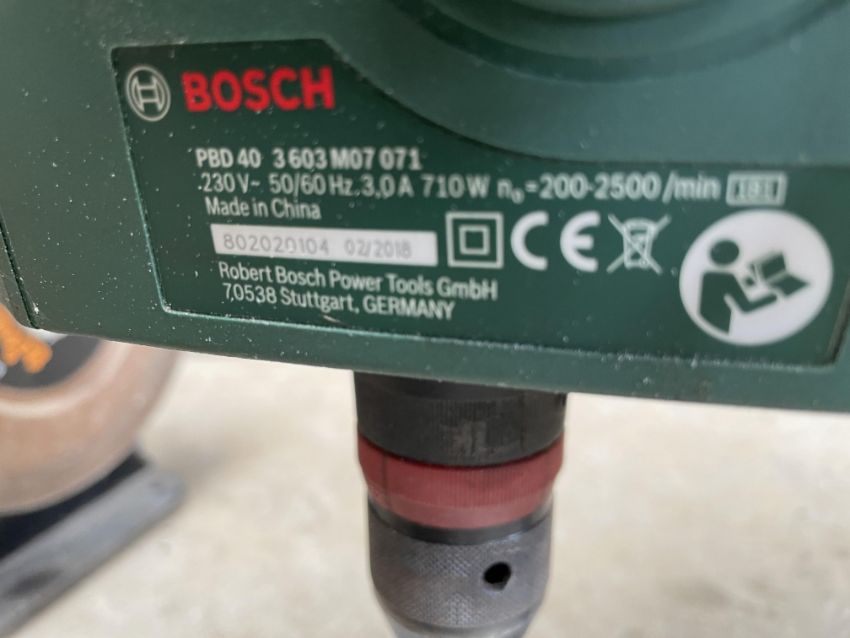 BOSCH
PBD 40 3 603 M07 071
230 V~ 50/60 Hz 3,0 A 710 W n₀ = 200-2500 /min
Made in China
802020104 02/2018
CE
Robert Bosch Power Tools GmbH
70538 Stuttgart, GERMANY